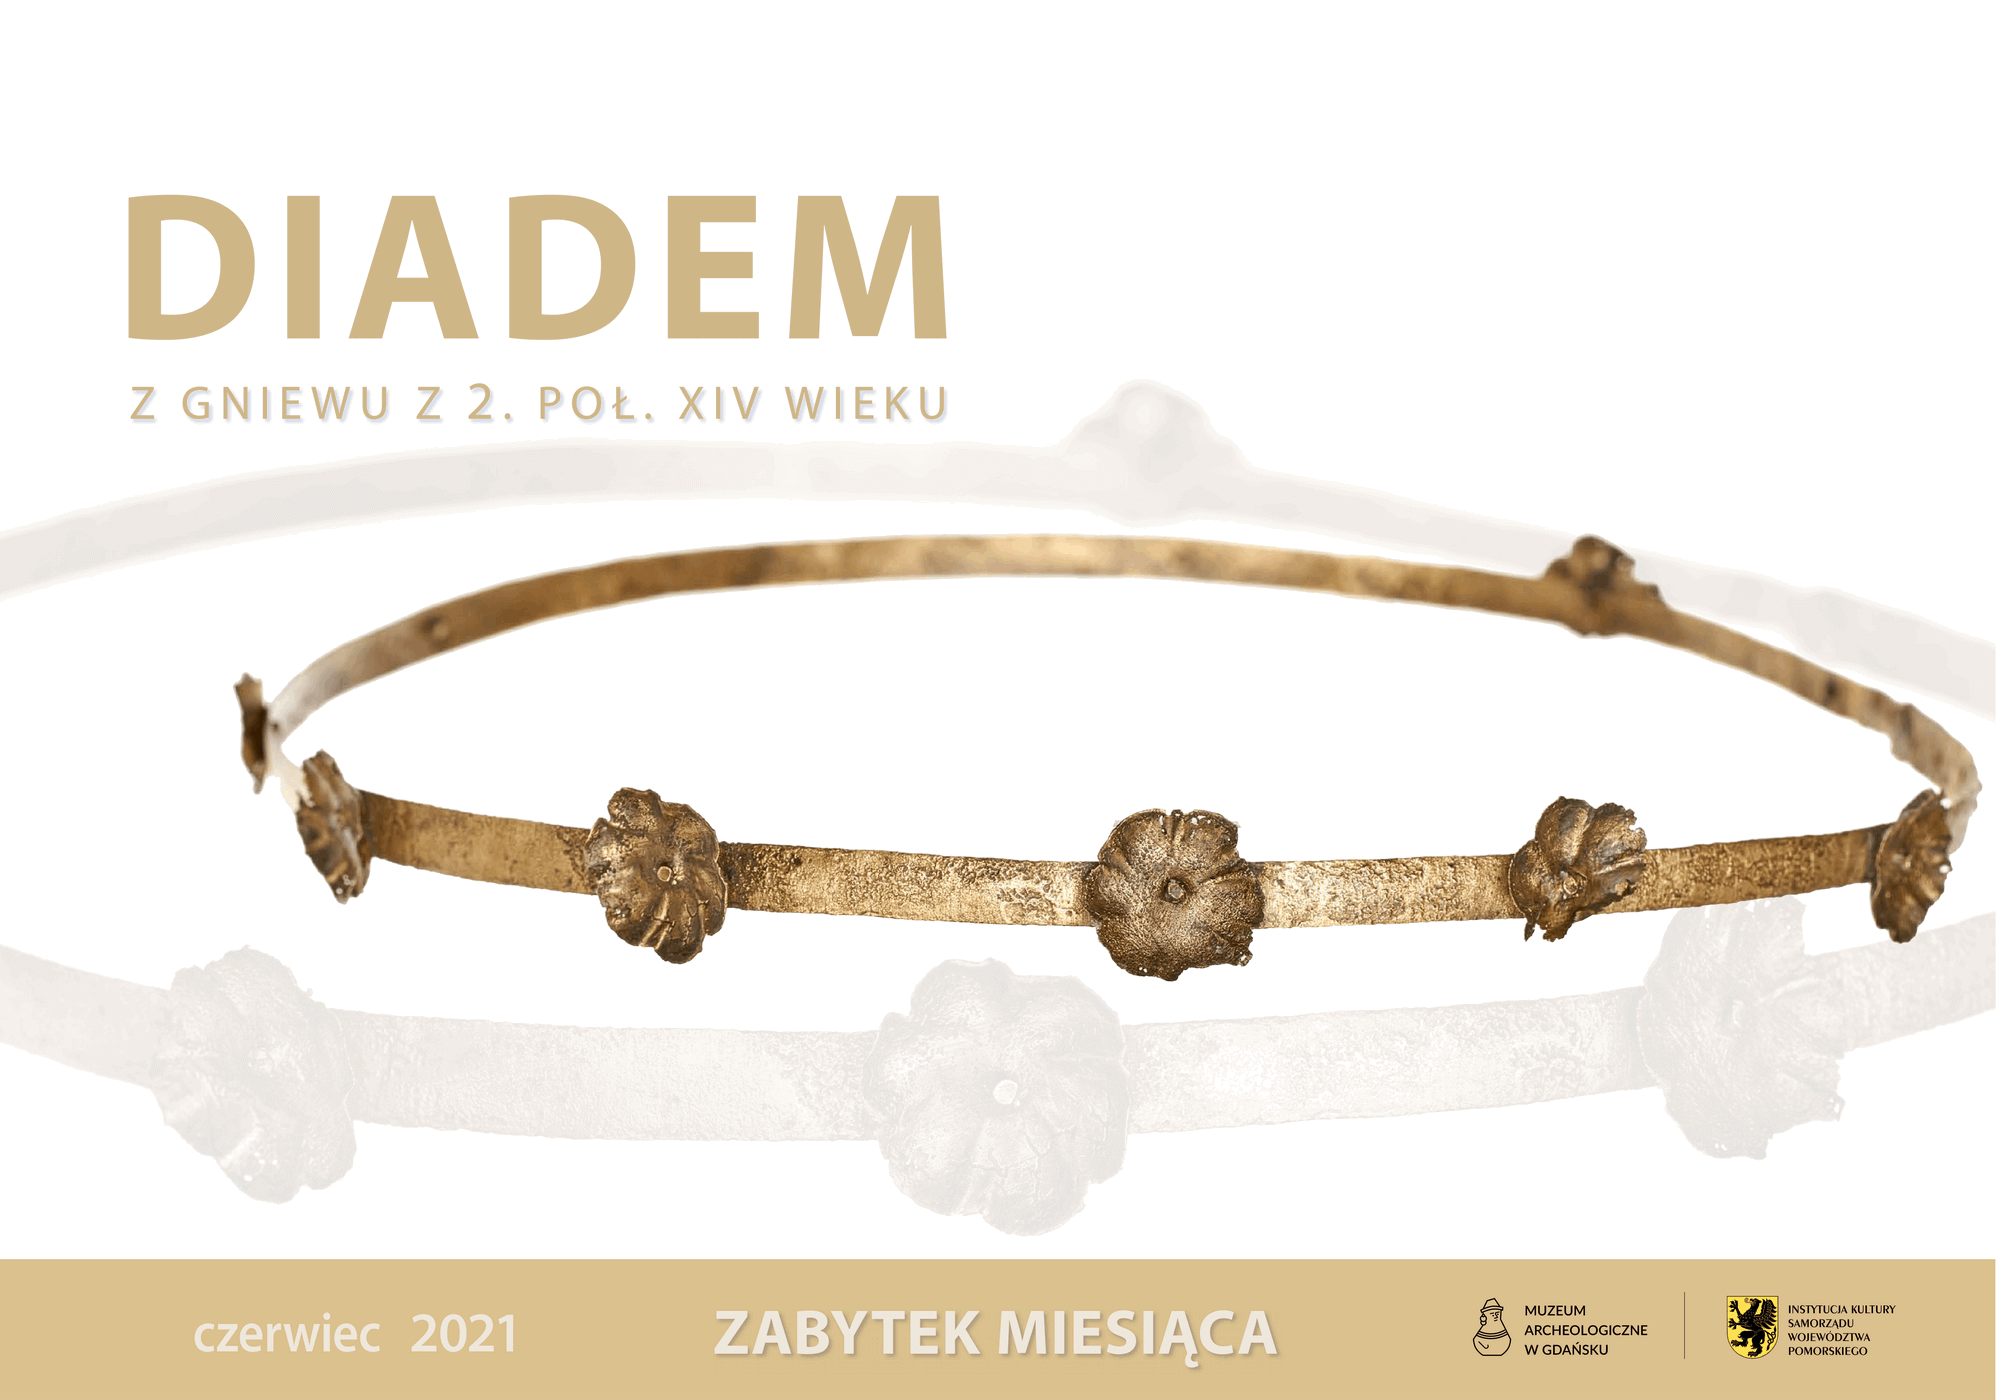 DIADEM
Z GNIEWU Z 2. POŁ. XIV WIEKU
czerwiec 2021
ZABYTEK MIESIĄCA
MUZEUM
ARCHEOLOGICZNE
W GDAŃSKU
INSTYTUCJA KULTURY
SAMORZĄDU
WOJEWÓDZTWA
POMORSKIEGO